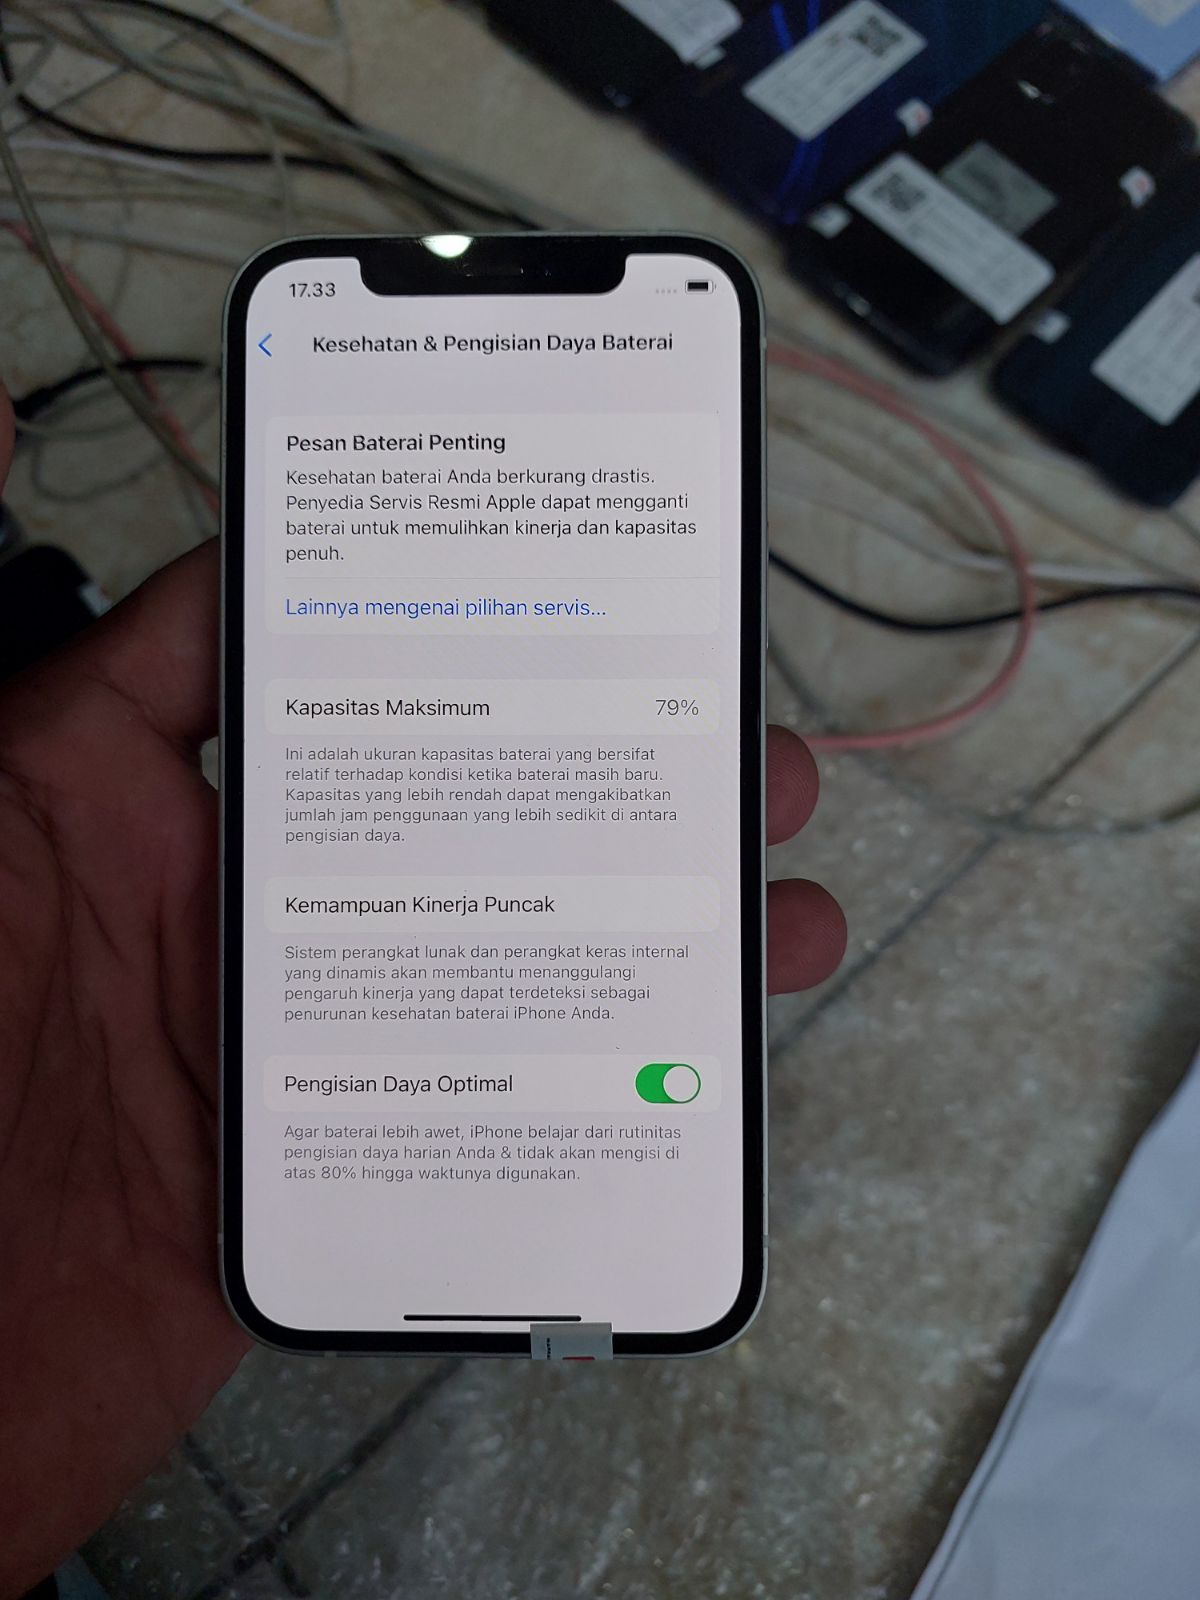 17.33
Kesehatan & Pengisian Daya Baterai
Pesan Baterai Penting
Kesehatan baterai Anda berkurang drastis.
Penyedia Servis Resmi Apple dapat mengganti
baterai untuk memulihkan kinerja dan kapasitas
penuh.
Lainnya mengenai pilihan servis...
Kapasitas Maksimum 79%
Ini adalah ukuran kapasitas baterai yang bersifat
relatif terhadap kondisi ketika baterai masih baru.
Kapasitas yang lebih rendah dapat mengakibatkan
jumlah jam penggunaan yang lebih sedikit di antara
pengisian daya.
Kemampuan Kinerja Puncak
Sistem perangkat lunak dan perangkat keras internal
yang dinamis akan membantu menanggulangi
pengaruh kinerja yang dapat terdeteksi sebagai
penurunan kesehatan baterai iPhone Anda.
Pengisian Daya Optimal
Agar baterai lebih awet, iPhone belajar dari rutinitas
pengisian daya harian Anda & tidak akan mengisi di
atas 80% hingga waktunya digunakan.